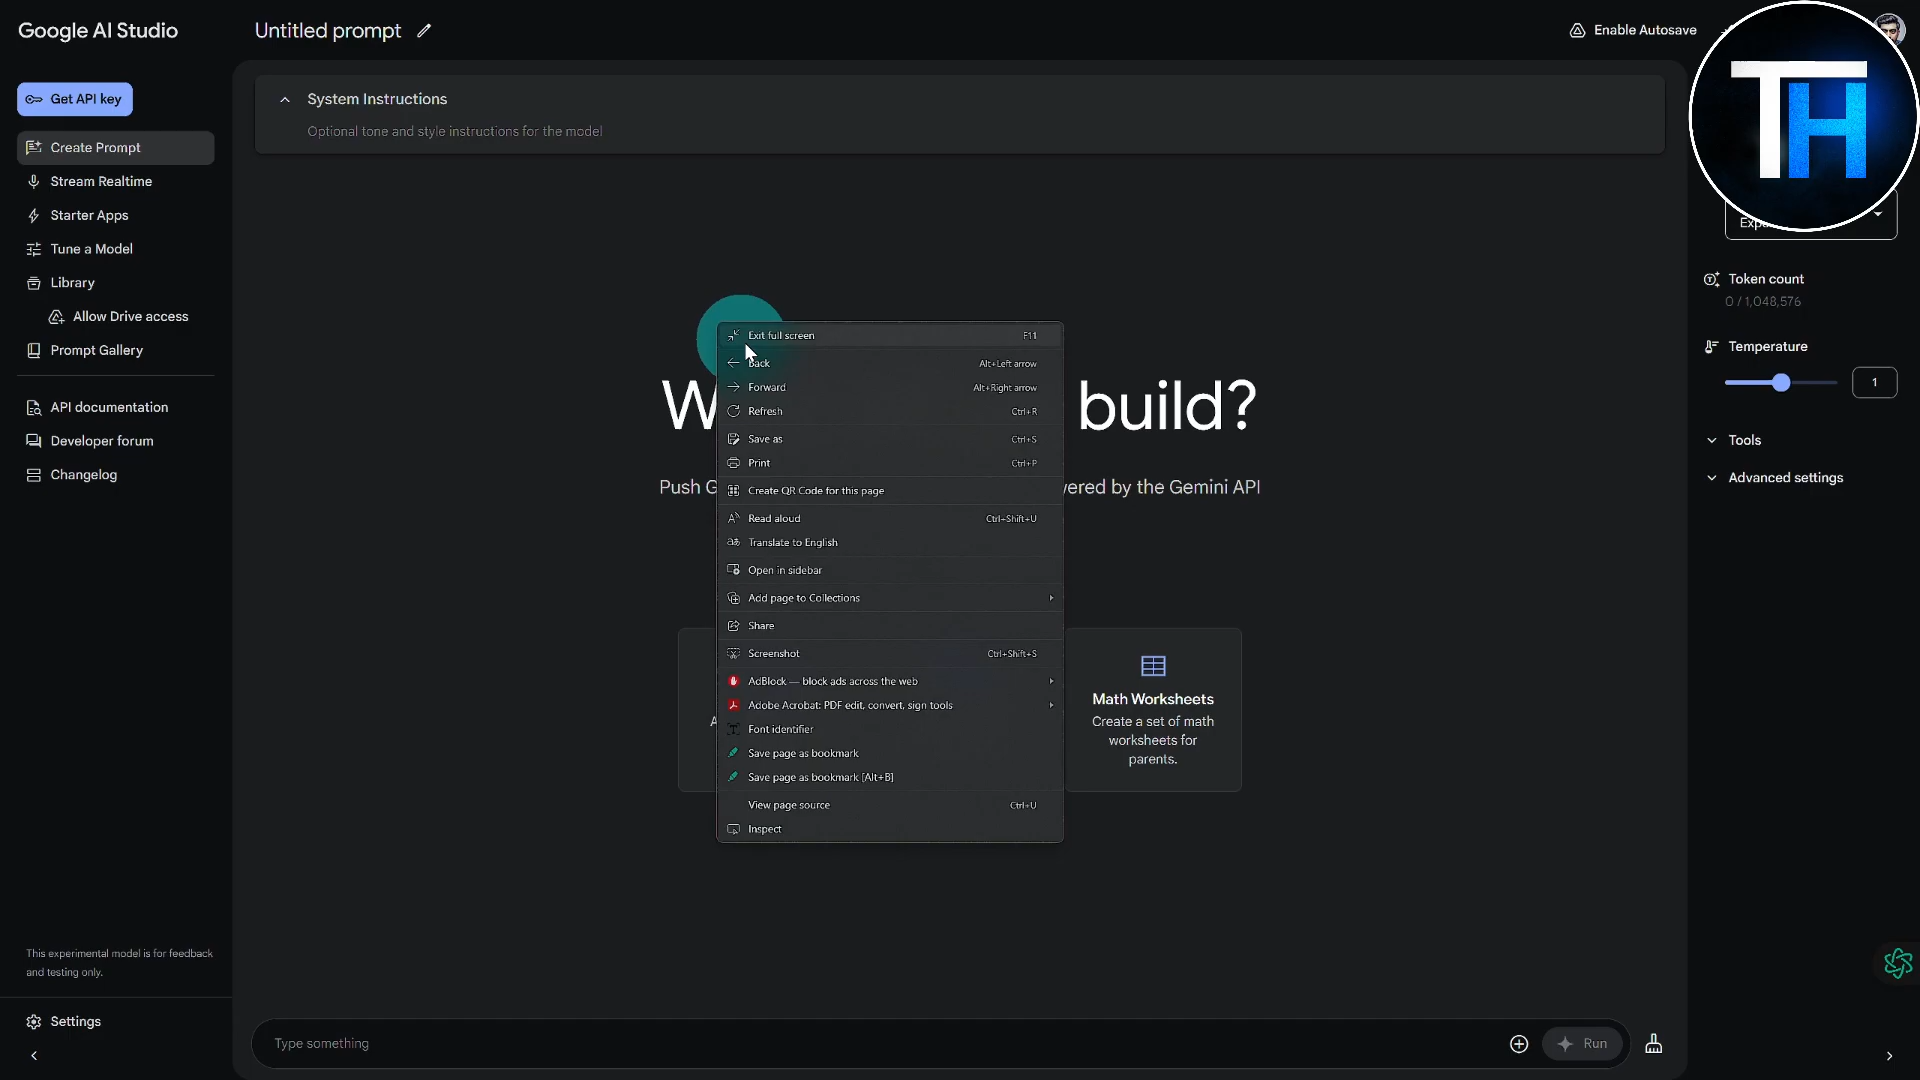 Google AI Studio
Untitled prompt
Enable Autosave
TH
Get API key
System Instructions
Optional tone and style instructions for the model
Create Prompt
Stream Realtime
Starter Apps
Tune a Model
Library
Allow Drive access
Prompt Gallery
API documentation
Developer forum
Changelog
Exit full screen F11
Back Alt+Left arrow
Forward Alt+Right arrow
Refresh Ctrl+R
Save as Ctrl+S
Print Ctrl+P
Create QR Code for this page
Read aloud Ctrl+Shift+U
Translate to English
Open in sidebar
Add page to Collections
Share
Screenshot Ctrl+Shift+S
AdBlock — block ads across the web
Adobe Acrobat: PDF edit, convert, sign tools
Font identifier
Save page as bookmark
Save page as bookmark [Alt+B]
View page source Ctrl+U
Inspect
build?
Push
by the Gemini API
Math Worksheets
Create a set of math
worksheets for
parents.
Token count
0 / 1,048,576
Temperature
1
Tools
Advanced settings
This experimental model is for feedback
and testing only.
Settings
Type something
Run